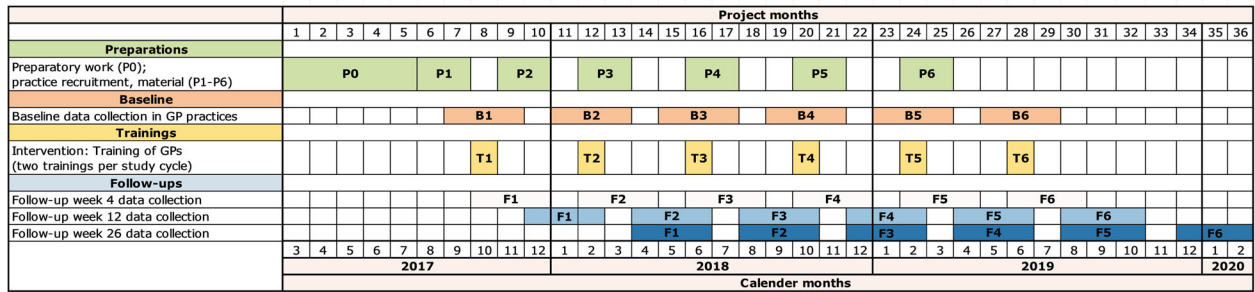 Project months
1 2 3 4 5 6 7 8 9 10 11 12 13 14 15 16 17 18 19 20 21 22 23 24 25 26 27 28 29 30 31 32 33 34 35 36
Preparations
Preparatory work (P0);
practice recruitment, material (P1-P6)
P0 P1 P2 P3 P4 P5 P6
Baseline
Baseline data collection in GP practices B1 B2 B3 B4 B5 B6
Trainings
Intervention: Training of GPs
(two trainings per study cycle)
T1 T2 T3 T4 T5 T6
Follow-ups
Follow-up week 4 data collection F1 F2 F3 F4 F5 F6
Follow-up week 12 data collection F1 F2 F3 F4 F5 F6
Follow-up week 26 data collection F1 F2 F3 F4 F5 F6
3 4 5 6 7 8 9 10 11 12 1 2 3 4 5 6 7 8 9 10 11 12 1 2 3 4 5 6 7 8 9 10 11 12 1 2
2017 2018 2019 2020
Calender months